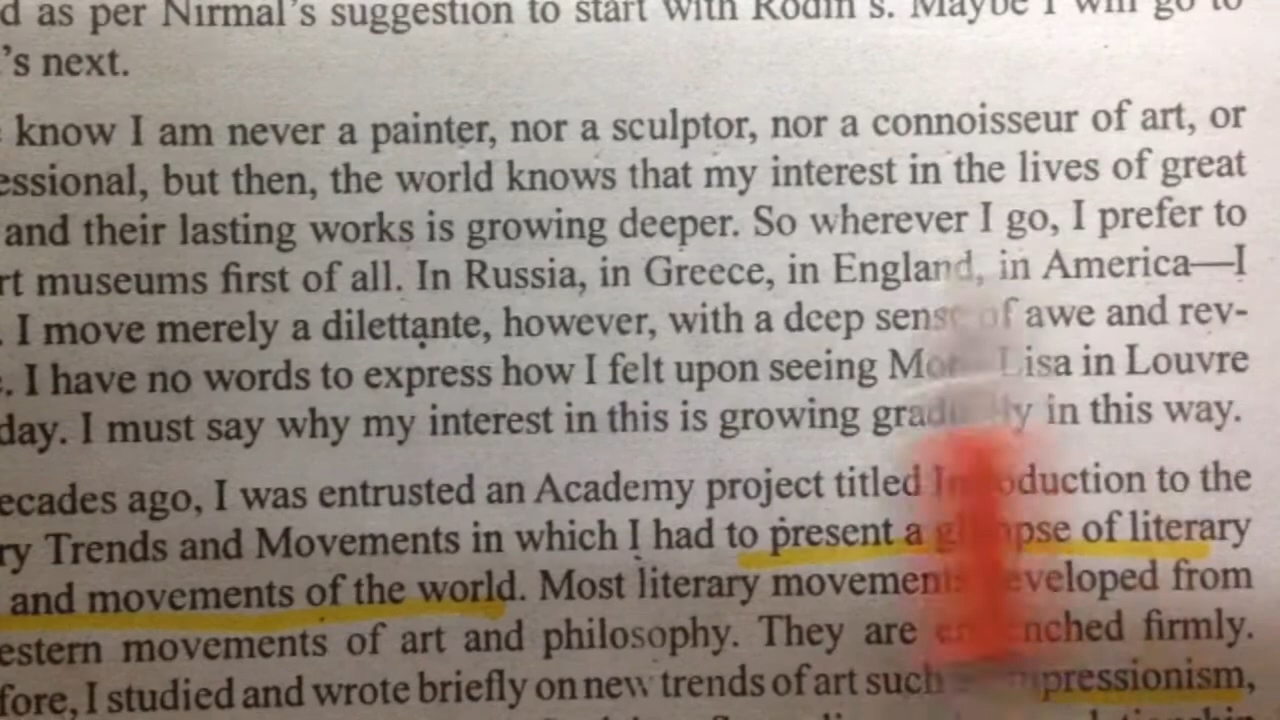 d as per Nirmal's suggestion to start with Rodin's. Maybe I will go to
's next.
know I am never a painter, nor a sculptor, nor a connoisseur of art, or
essional, but then, the world knows that my interest in the lives of great
and their lasting works is growing deeper. So wherever I go, I prefer to
rt museums first of all. In Russia, in Greece, in England, in America—I
. I move merely a dilettante, however, with a deep sense of awe and rev-
. I have no words to express how I felt upon seeing Mona Lisa in Louvre
day. I must say why my interest in this is growing gradually in this way.
ecades ago, I was entrusted an Academy project titled Introduction to the
ry Trends and Movements in which I had to present a glimpse of literary
and movements of the world. Most literary movements developed from
estern movements of art and philosophy. They are entrenched firmly.
fore, I studied and wrote briefly on new trends of art such pressionism,